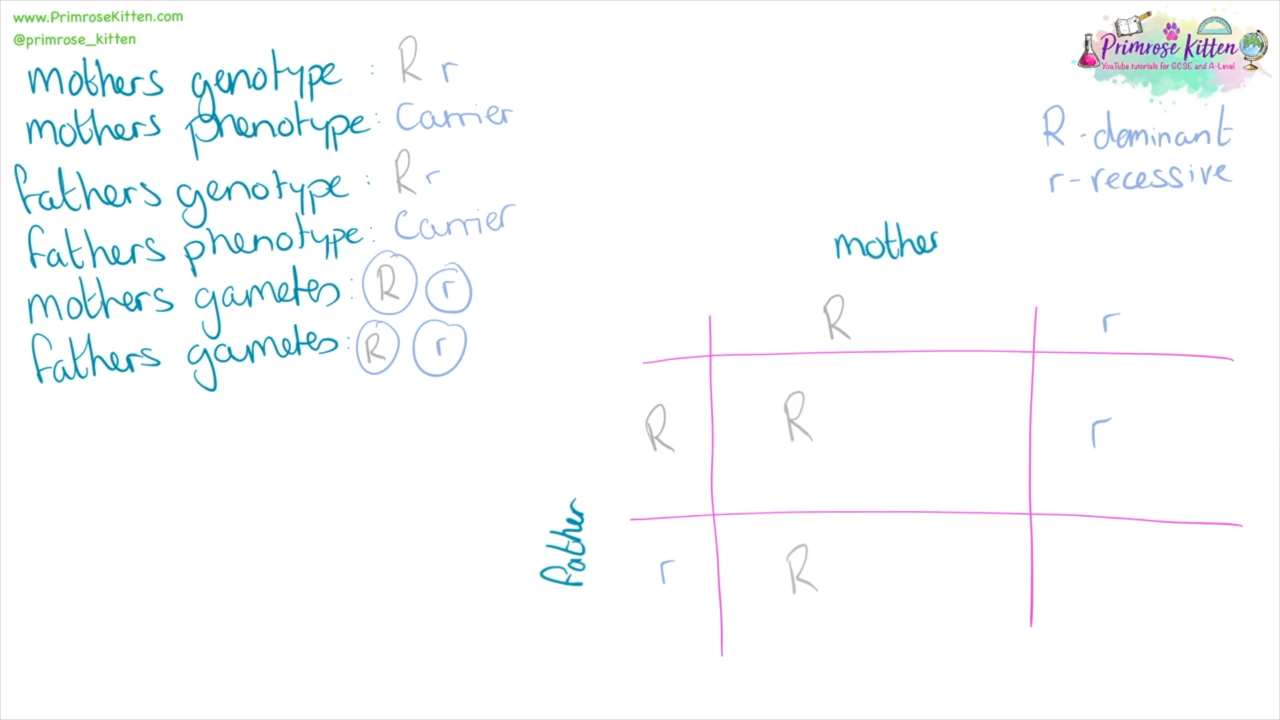 www.PrimroseKitten.com
@primrose_kitten
Primrose Kitten
YouTube tutorials for GCSE and A-Level
mothers genotype : R r
mothers phenotype: Carrier
fathers genotype : R r
fathers phenotype: Carrier
mothers gametes: R r
fathers gametes: R r
R - dominant
r - recessive
mother
R r
R R r
father
r R